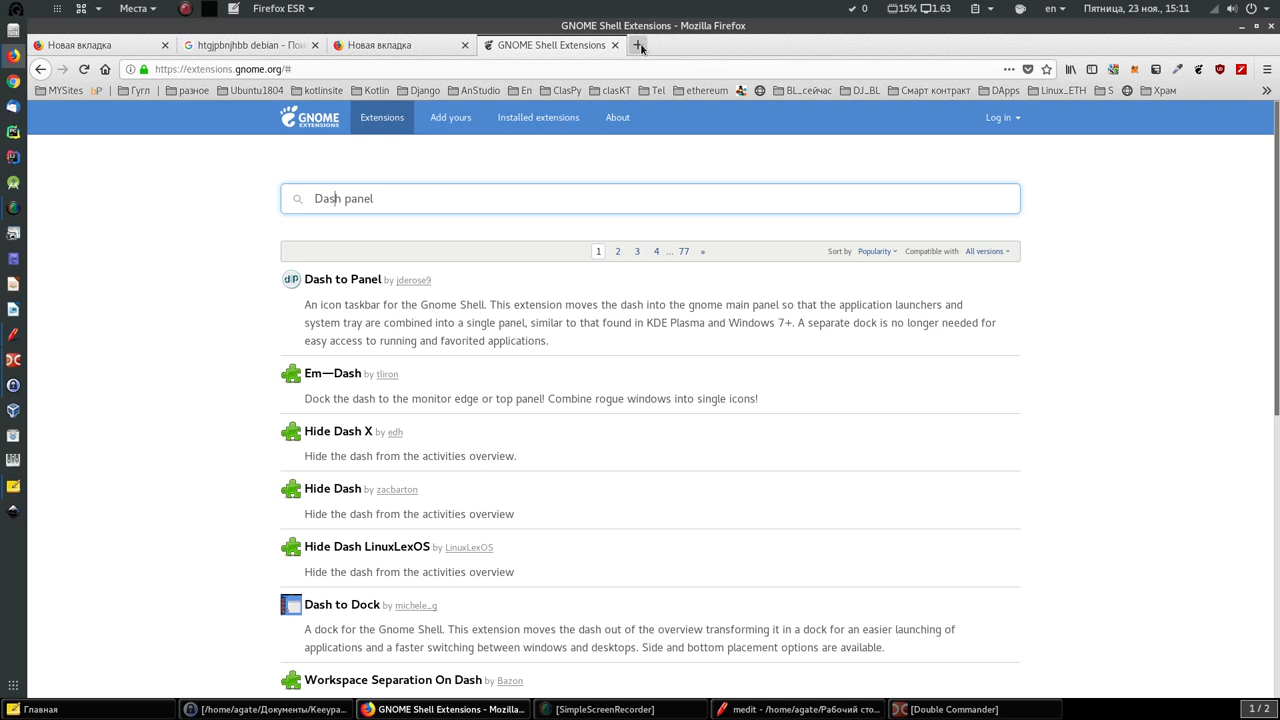 Места
Firefox ESR
0
15%
1.63
en
Пятница, 23 ноя., 15:11
GNOME Shell Extensions - Mozilla Firefox
Новая вкладка
htgjpbnjhbb debian - Пои
Новая вкладка
GNOME Shell Extensions
https://extensions.gnome.org/#
MYSites
bP
Гугл
разное
Ubuntu1804
kotlinsite
Kotlin
Django
AnStudio
En
ClasPy
clasKT
Tel
ethereum
BL_сейчас
DJ_BL
Смарт контракт
DApps
Linux_ETH
S
Храм
GNOME EXTENSIONS
Extensions
Add yours
Installed extensions
About
Log in
Dash panel
1 2 3 4 ... 77 »
Sort by Popularity
Compatible with All versions
Dash to Panel by jderose9
An icon taskbar for the Gnome Shell. This extension moves the dash into the gnome main panel so that the application launchers and
system tray are combined into a single panel, similar to that found in KDE Plasma and Windows 7+. A separate dock is no longer needed for
easy access to running and favorited applications.
Em—Dash by tliron
Dock the dash to the monitor edge or top panel! Combine rogue windows into single icons!
Hide Dash X by edh
Hide the dash from the activities overview.
Hide Dash by zacbarton
Hide the dash from the activities overview
Hide Dash LinuxLexOS by LinuxLexOS
Hide the dash from the activities overview
Dash to Dock by michele_g
A dock for the Gnome Shell. This extension moves the dash out of the overview transforming it in a dock for an easier launching of
applications and a faster switching between windows and desktops. Side and bottom placement options are available.
Workspace Separation On Dash by Bazon
Главная
[/home/agate/Документы/Keeypa...
GNOME Shell Extensions - Mozilla...
[SimpleScreenRecorder]
medit - /home/agate/Рабочий сто...
[Double Commander]
1 / 2